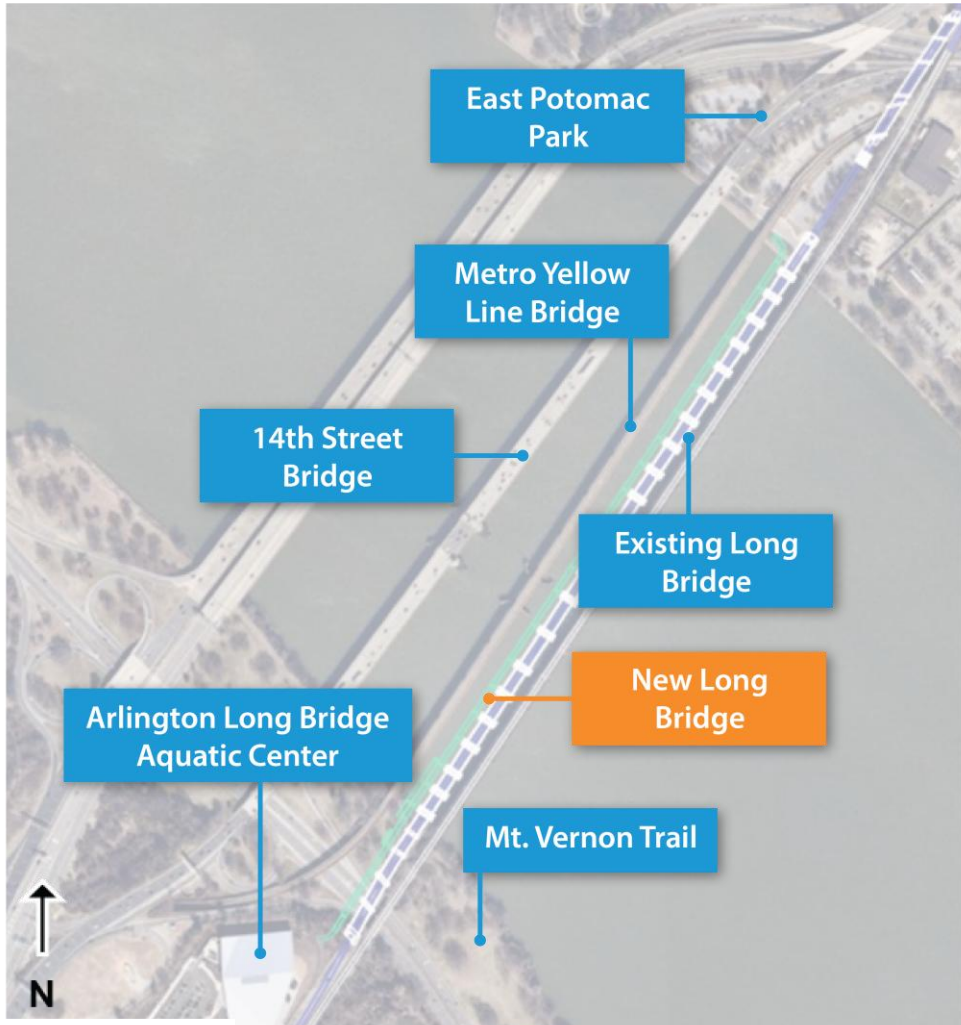 East Potomac
Park
Metro Yellow
Line Bridge
14th Street
Bridge
Existing Long
Bridge
New Long
Bridge
Arlington Long Bridge
Aquatic Center
Mt. Vernon Trail
N